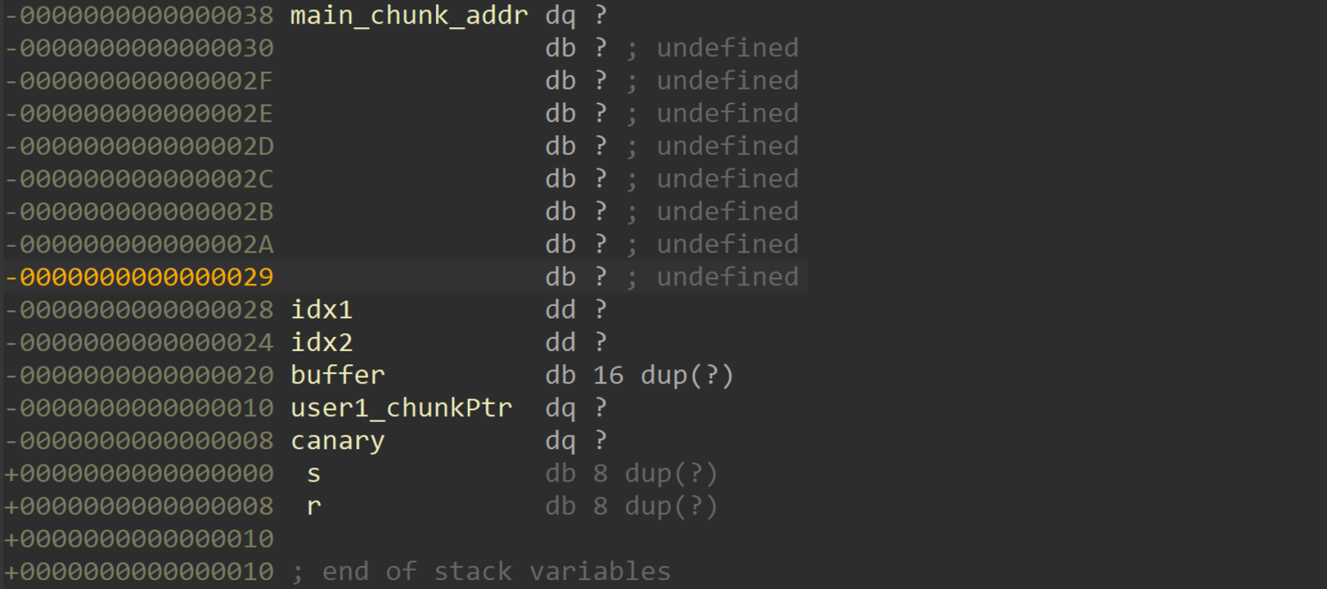 -0000000000000038 main_chunk_addr dq ?
-0000000000000030                 db ? ; undefined
-000000000000002F                 db ? ; undefined
-000000000000002E                 db ? ; undefined
-000000000000002D                 db ? ; undefined
-000000000000002C                 db ? ; undefined
-000000000000002B                 db ? ; undefined
-000000000000002A                 db ? ; undefined
-0000000000000029                 db ? ; undefined
-0000000000000028 idx1            dd ?
-0000000000000024 idx2            dd ?
-0000000000000020 buffer          db 16 dup(?)
-0000000000000010 user1_chunkPtr  dq ?
-0000000000000008 canary          dq ?
+0000000000000000  s              db 8 dup(?)
+0000000000000008  r              db 8 dup(?)
+0000000000000010
+0000000000000010 ; end of stack variables